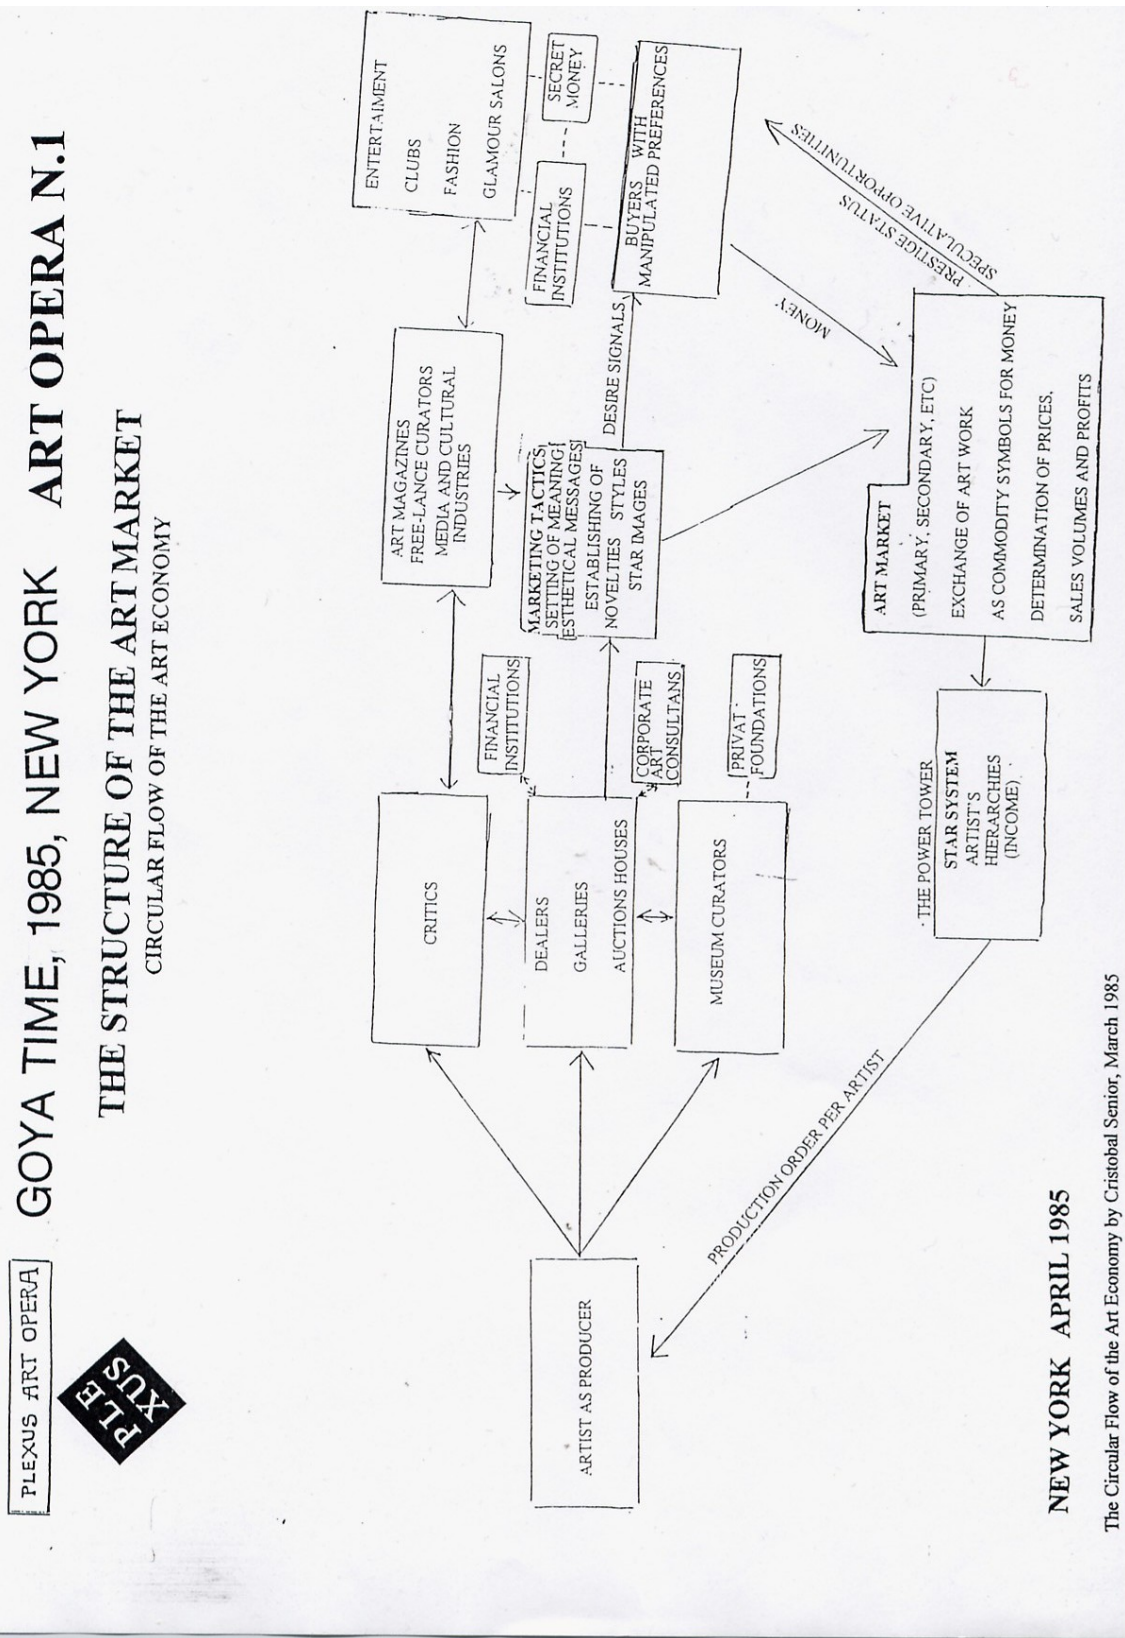 PLEXUS ART OPERA
GOYA TIME, 1985, NEW YORK ART OPERA N.1
PLE
XUS
THE STRUCTURE OF THE ART MARKET
CIRCULAR FLOW OF THE ART ECONOMY
ARTIST AS PRODUCER
CRITICS
DEALERS
GALLERIES
AUCTIONS HOUSES
MUSEUM CURATORS
FINANCIAL
INSTITUTIONS
CORPORATE
ART
CONSULTANS
PRIVAT
FOUNDATIONS
ART MAGAZINES
FREE-LANCE CURATORS
MEDIA AND CULTURAL
INDUSTRIES
MARKETING TACTICS
SETTING OF MEANING
ESTHETICAL MESSAGES
ESTABLISHING OF
NOVELTIES STYLES
STAR IMAGES
DESIRE SIGNALS
ENTERTAIMENT
CLUBS
FASHION
GLAMOUR SALONS
FINANCIAL
INSTITUTIONS
SECRET
MONEY
BUYERS WITH
MANIPULATED PREFERENCES
MONEY
PRESTIGE STATUS
SPECULATIVE OPPORTUNITIES
ART MARKET
(PRIMARY, SECONDARY, ETC)
EXCHANGE OF ART WORK
AS COMMODITY SYMBOLS FOR MONEY
DETERMINATION OF PRICES,
SALES VOLUMES AND PROFITS
THE POWER TOWER
STAR SYSTEM
ARTIST'S
HIERARCHIES
(INCOME)
PRODUCTION ORDER PER ARTIST
NEW YORK APRIL 1985
The Circular Flow of the Art Economy by Cristobal Senior, March 1985